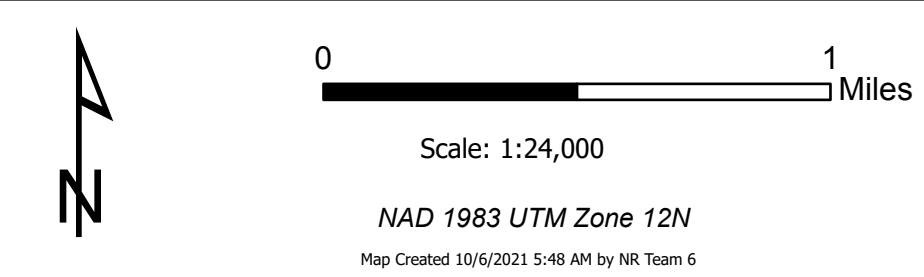 0 1
Miles
Scale: 1:24,000
N
NAD 1983 UTM Zone 12N
Map Created 10/6/2021 5:48 AM by NR Team 6